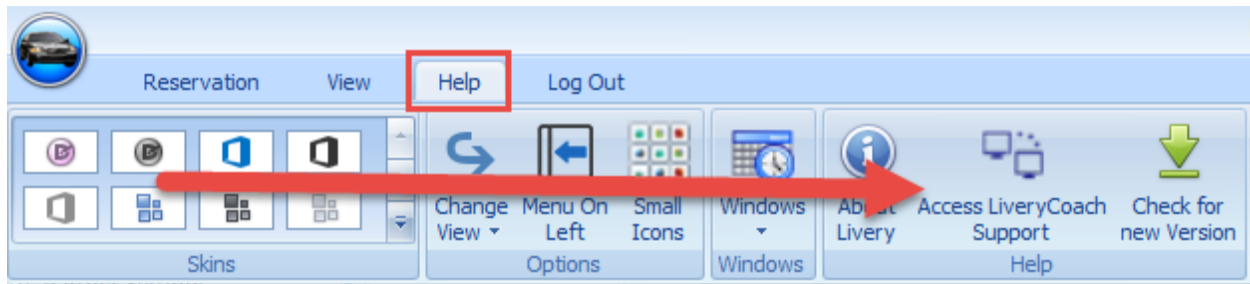 Reservation View Help Log Out
Change Menu On Small Windows About Access LiveryCoach Check for
View Left Icons Livery Support new Version
Skins Options Windows Help